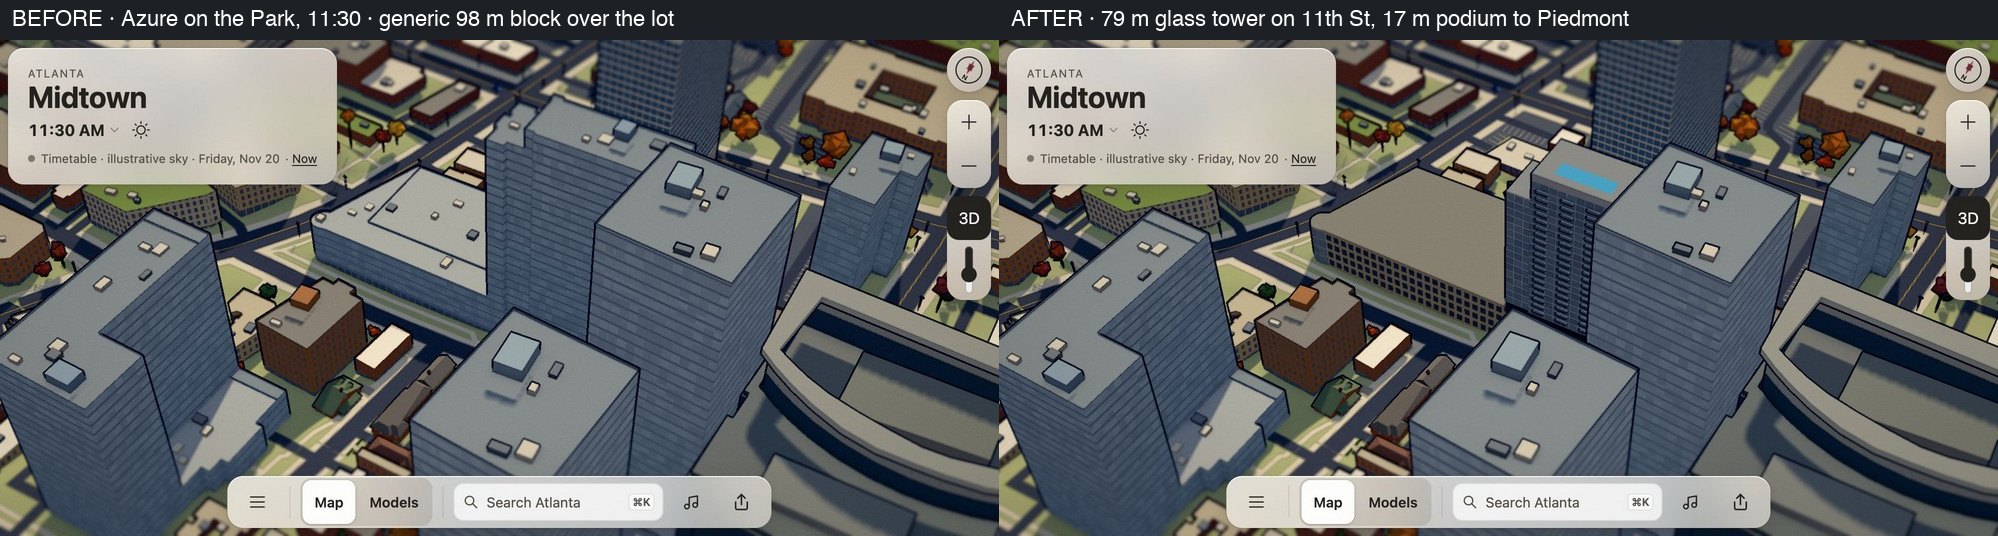 BEFORE · Azure on the Park, 11:30 · generic 98 m block over the lot
ATLANTA
Midtown
11:30 AM
Timetable · illustrative sky · Friday, Nov 20 · Now
N
+
−
3D
Map Models Search Atlanta ⌘K
AFTER · 79 m glass tower on 11th St, 17 m podium to Piedmont
ATLANTA
Midtown
11:30 AM
Timetable · illustrative sky · Friday, Nov 20 · Now
N
+
−
3D
Map Models Search Atlanta ⌘K